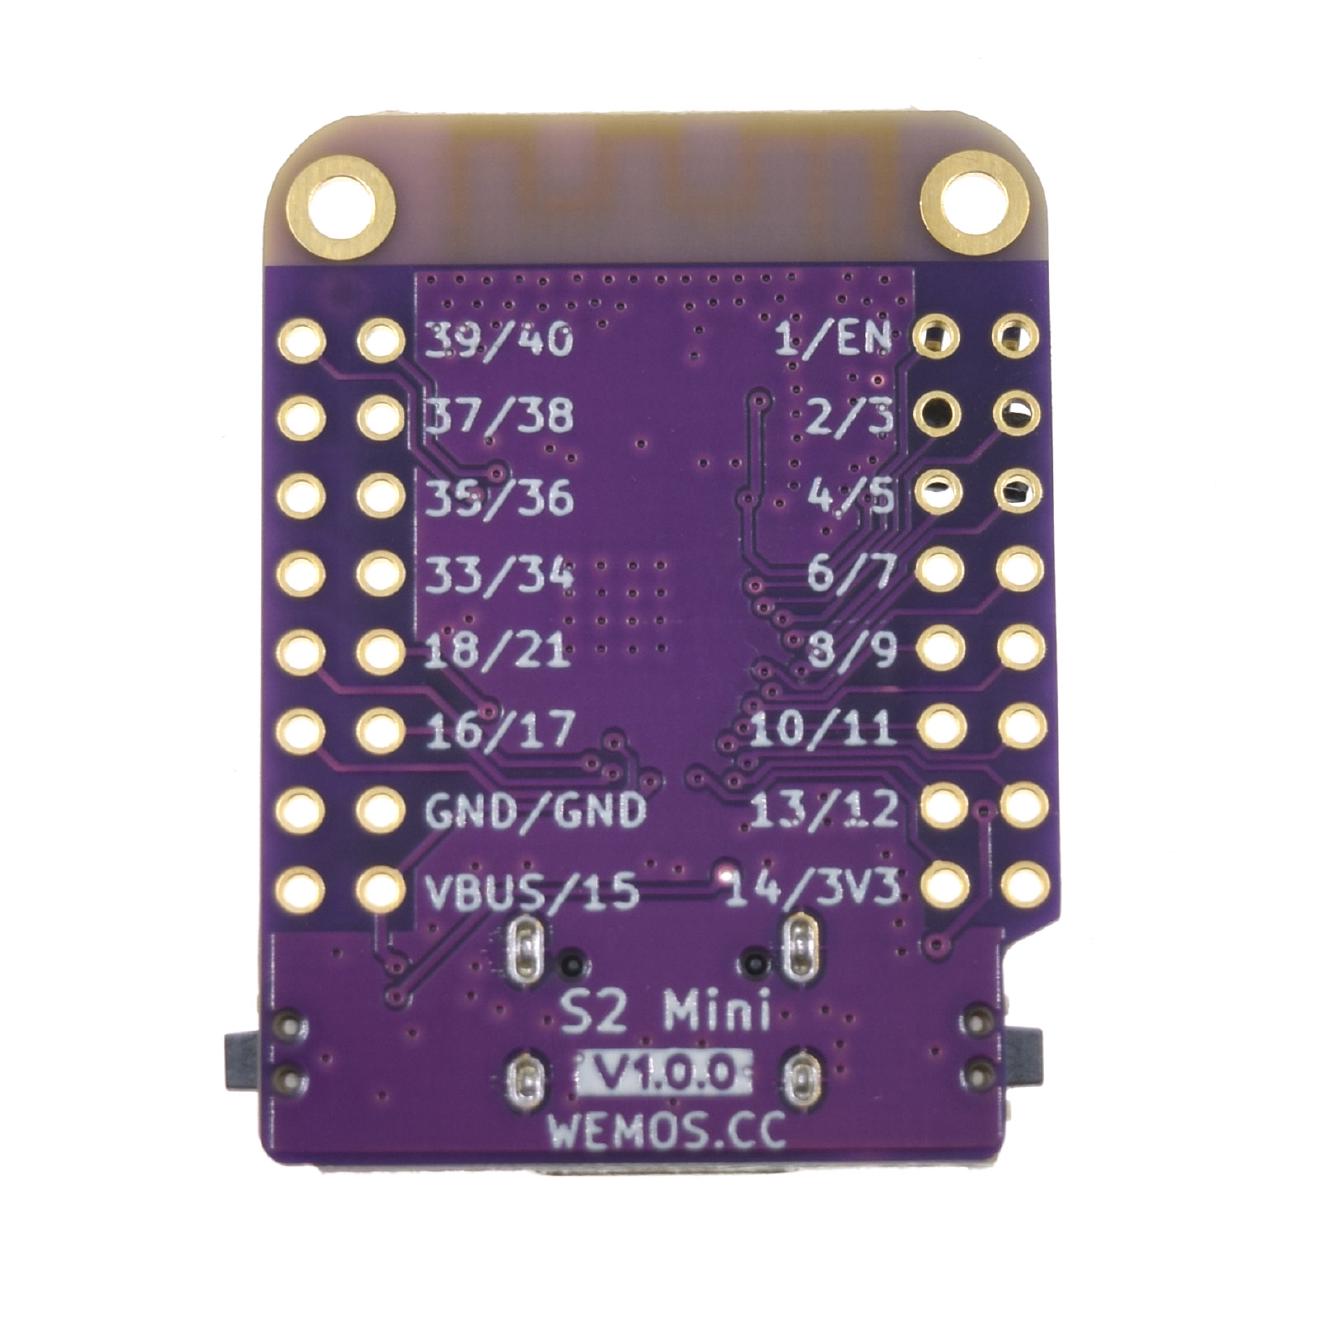 39/40 1/EN
37/38 2/3
35/36 4/5
33/34 6/7
18/21 8/9
16/17 10/11
GND/GND 13/12
VBUS/15 14/3V3
S2 Mini
V1.0.0
WEMOS.CC